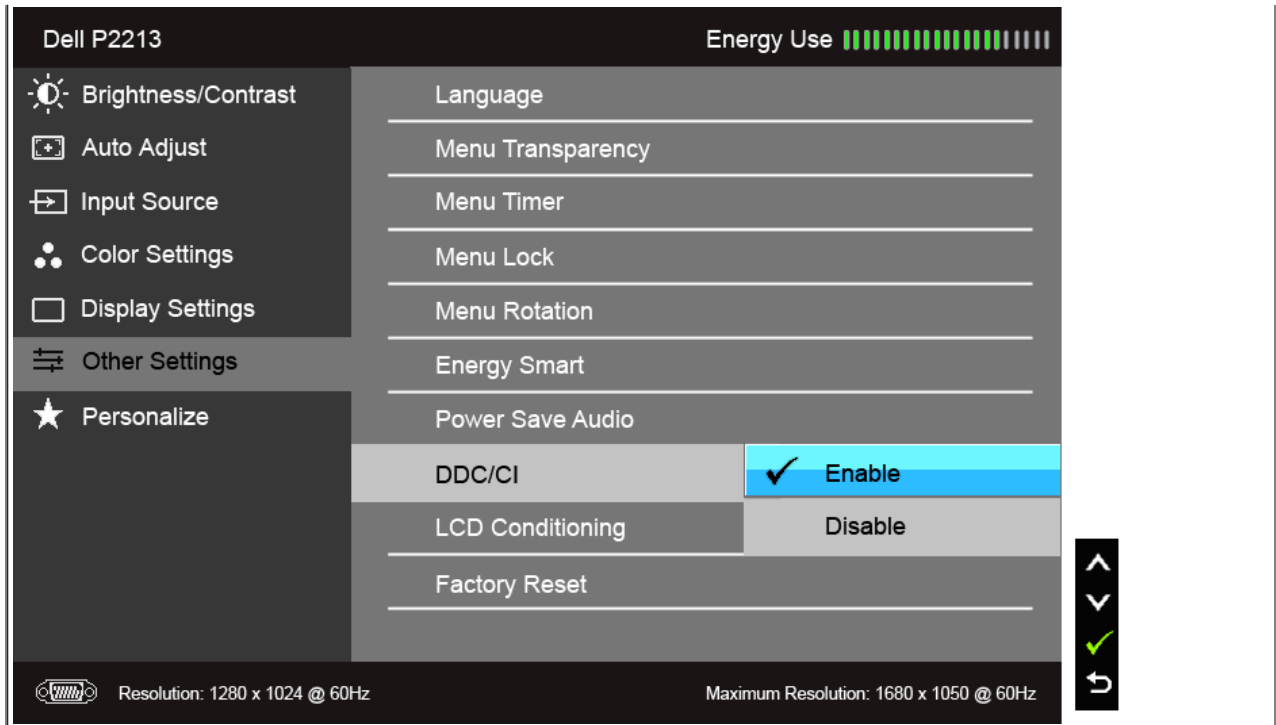 Dell P2213
Energy Use
Brightness/Contrast
Auto Adjust
Input Source
Color Settings
Display Settings
Other Settings
Personalize
Language
Menu Transparency
Menu Timer
Menu Lock
Menu Rotation
Energy Smart
Power Save Audio
DDC/CI
Enable
Disable
LCD Conditioning
Factory Reset
Resolution: 1280 x 1024 @ 60Hz
Maximum Resolution: 1680 x 1050 @ 60Hz